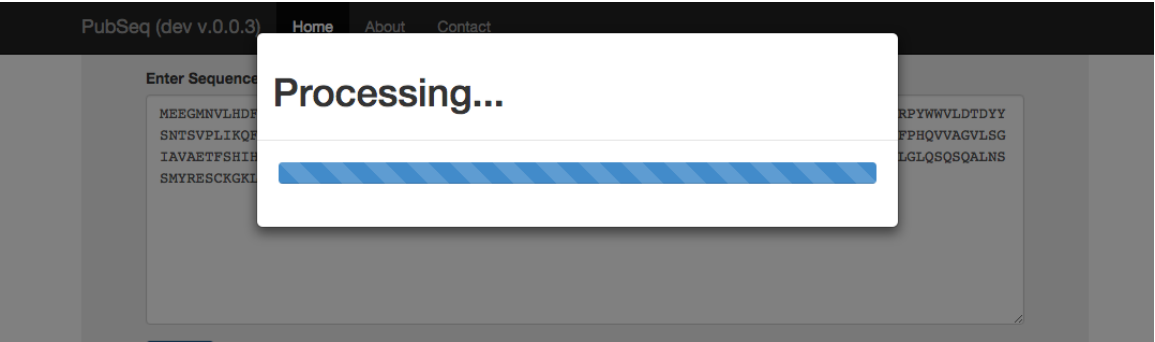 PubSeq (dev v.0.0.3) Home About Contact
Enter Sequence
Processing...
MEEGMNVLHDF RPYWWVLDTDYY
SNTSVPLIKQF FPHQVVAGVLSG
IAVAETFSHIH LGLQSQSQALNS
SMYRESCKGKL